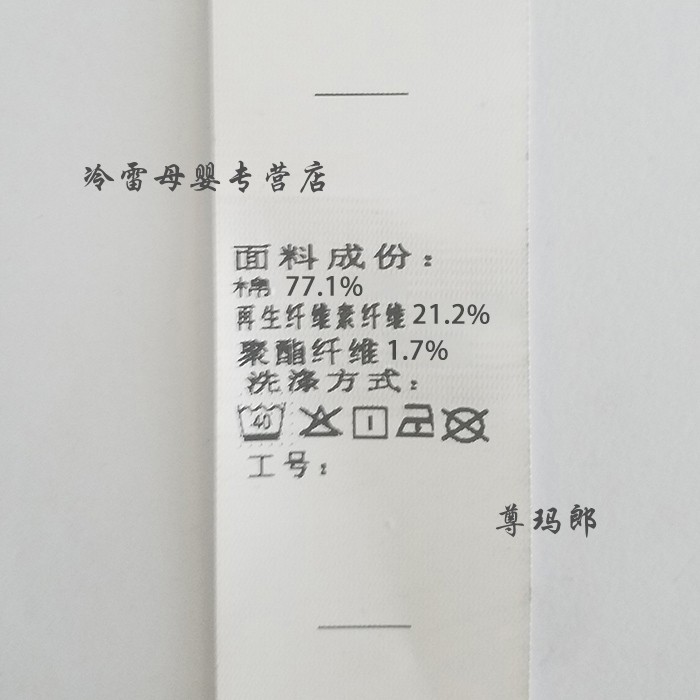 冷雷母婴专营店
面料成份：
棉 77.1%
再生纤维素纤维 21.2%
聚酯纤维 1.7%
洗涤方式：
40
工号：
尊玛郎